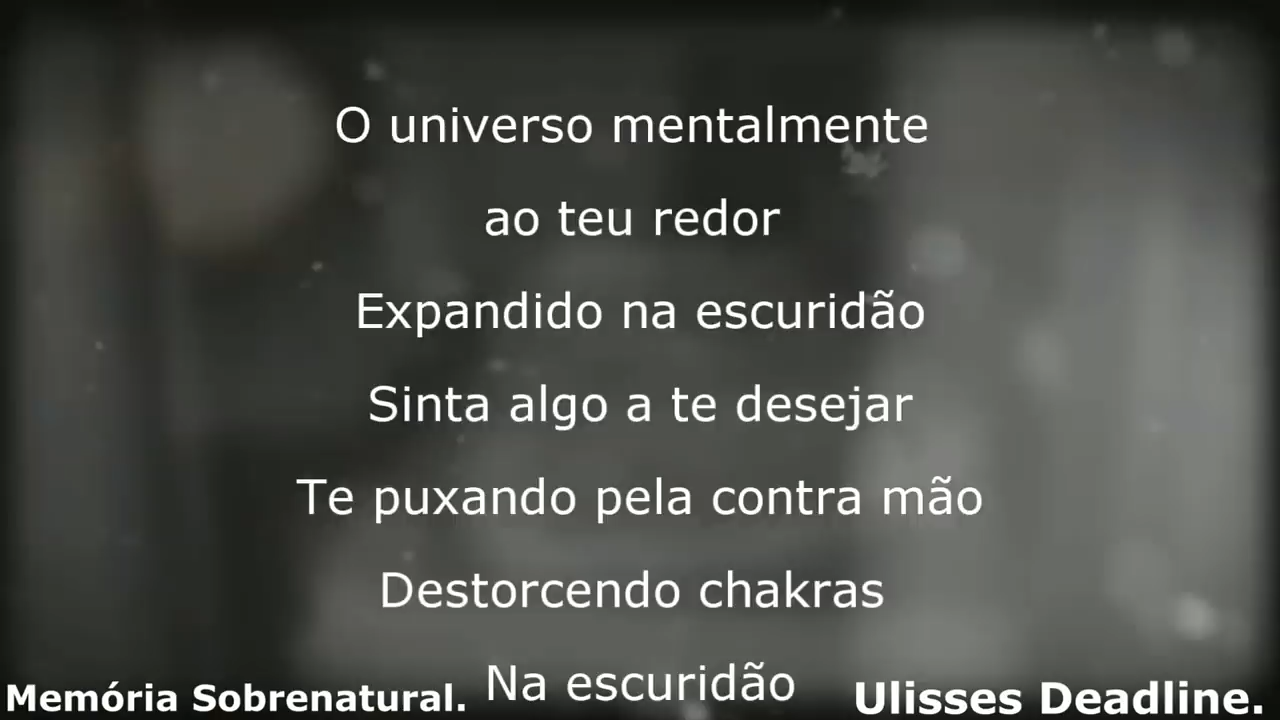 O universo mentalmente
ao teu redor
Expandido na escuridão
Sinta algo a te desejar
Te puxando pela contra mão
Destorcendo chakras
Na escuridão
Memória Sobrenatural.
Ulisses Deadline.